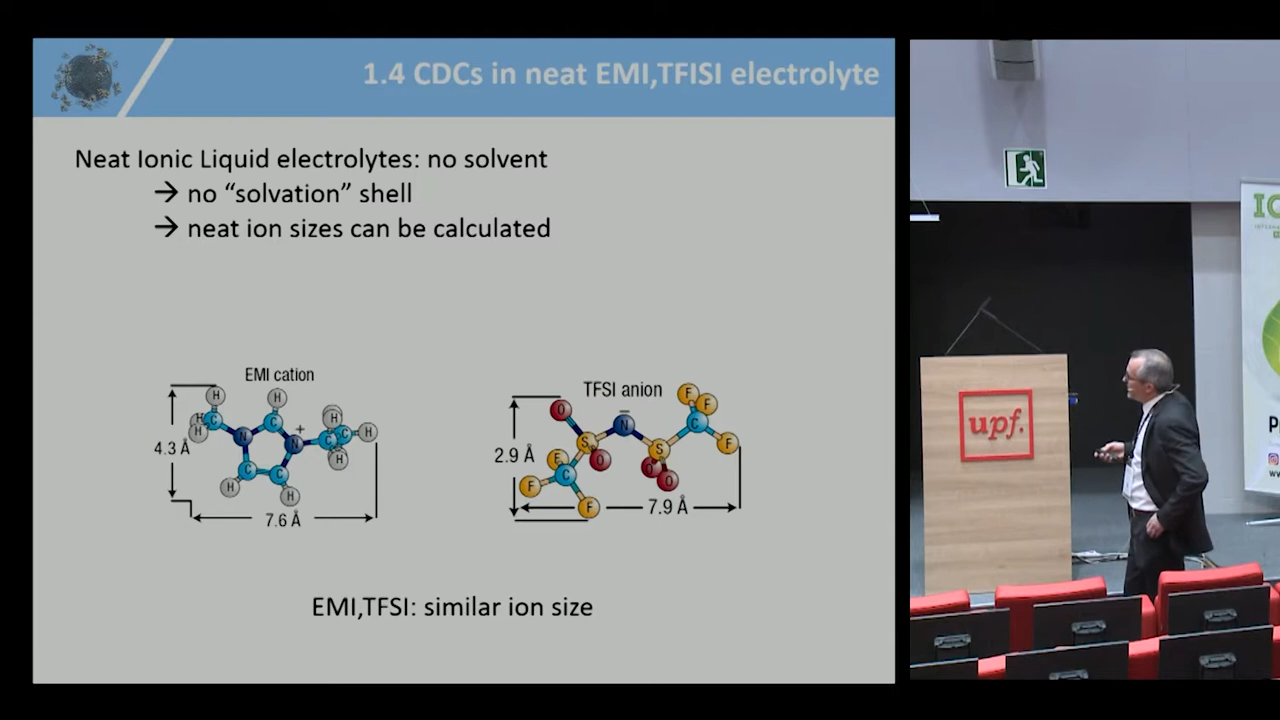 1.4 CDCs in neat EMI,TFISI electrolyte
Neat Ionic Liquid electrolytes: no solvent
→ no “solvation” shell
→ neat ion sizes can be calculated
EMI cation
H
H
C
H
H
C
+
H
H
C
H
N
N
C
H
C
C
H
H
4.3 Å
7.6 Å
TFSI anion
O
–
N
F
F
S
C
F
F
O
S
O
O
C
F
F
2.9 Å
7.9 Å
EMI,TFSI: similar ion size
upf.